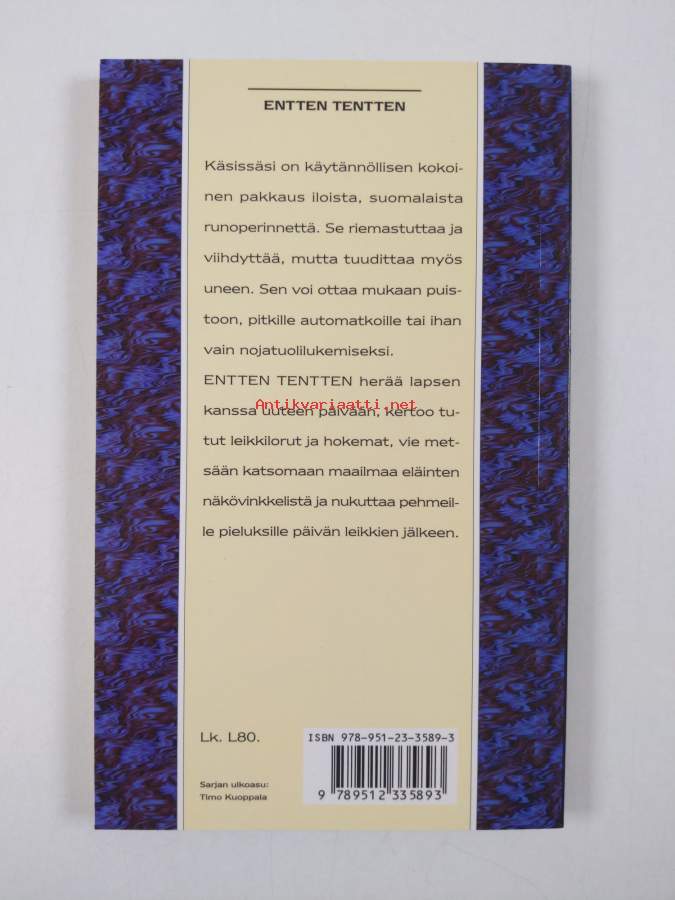 ENTTEN TENTTEN
Käsissäsi on käytännöllisen kokoi-
nen pakkaus iloista, suomalaista
runoperinnettä. Se riemastuttaa ja
viihdyttää, mutta tuudittaa myös
uneen. Sen voi ottaa mukaan puis-
toon, pitkille automatkoille tai ihan
vain nojatuolilukemiseksi.
ENTTEN TENTTEN herää lapsen
Antikvariaatti.net
kanssa uuteen päivään, kertoo tu-
tut leikkilorut ja hokemat, vie met-
sään katsomaan maailmaa eläinten
näkövinkkelistä ja nukuttaa pehmeil-
le pieluksille päivän leikkien jälkeen.
Lk. L80.
ISBN 978-951-23-3589-3
9 789512 335893
Sarjan ulkoasu:
Timo Kuoppala